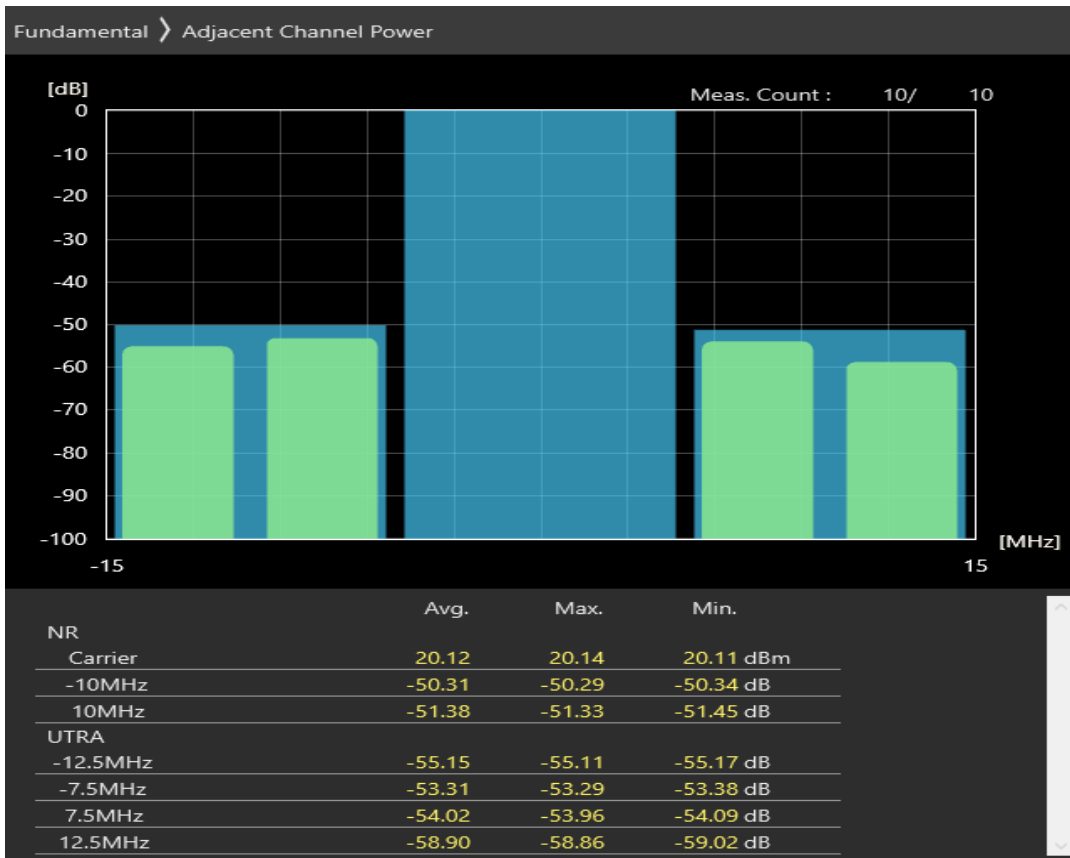 Fundamental 〉 Adjacent Channel Power
[dB]
Meas. Count : 10/ 10
0
-10
-20
-30
-40
-50
-60
-70
-80
-90
-100
[MHz]
-15 15
Avg. Max. Min.
NR
Carrier 20.12 20.14 20.11 dBm
-10MHz -50.31 -50.29 -50.34 dB
10MHz -51.38 -51.33 -51.45 dB
UTRA
-12.5MHz -55.15 -55.11 -55.17 dB
-7.5MHz -53.31 -53.29 -53.38 dB
7.5MHz -54.02 -53.96 -54.09 dB
12.5MHz -58.90 -58.86 -59.02 dB